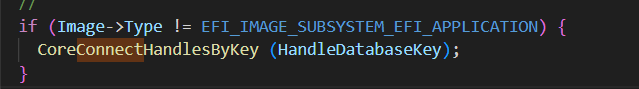 //
if (Image->Type != EFI_IMAGE_SUBSYSTEM_EFI_APPLICATION) {
CoreConnectHandlesByKey (HandleDatabaseKey);
}